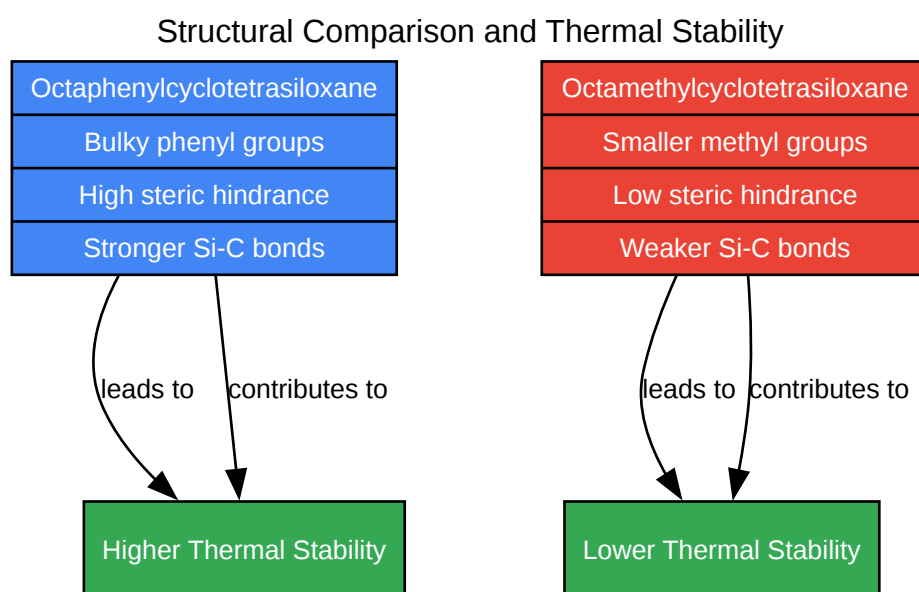 Structural Comparison and Thermal Stability
Octaphenylcyclotetrasiloxane
Bulky phenyl groups
High steric hindrance
Stronger Si-C bonds
Octamethylcyclotetrasiloxane
Smaller methyl groups
Low steric hindrance
Weaker Si-C bonds
leads to
contributes to
leads to
contributes to
Higher Thermal Stability
Lower Thermal Stability